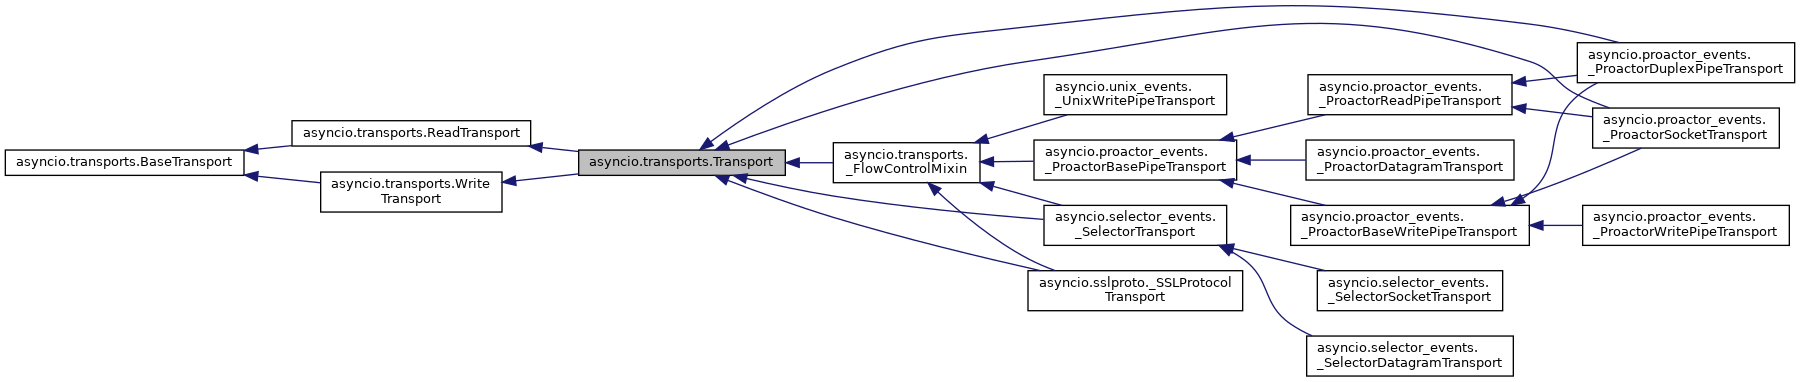 asyncio.transports.BaseTransport
asyncio.transports.ReadTransport
asyncio.transports.Write
Transport
asyncio.transports.Transport
asyncio.transports.
_FlowControlMixin
asyncio.unix_events.
_UnixWritePipeTransport
asyncio.proactor_events.
_ProactorBasePipeTransport
asyncio.selector_events.
_SelectorTransport
asyncio.sslproto._SSLProtocol
Transport
asyncio.proactor_events.
_ProactorReadPipeTransport
asyncio.proactor_events.
_ProactorDatagramTransport
asyncio.proactor_events.
_ProactorBaseWritePipeTransport
asyncio.selector_events.
_SelectorSocketTransport
asyncio.selector_events.
_SelectorDatagramTransport
asyncio.proactor_events.
_ProactorDuplexPipeTransport
asyncio.proactor_events.
_ProactorSocketTransport
asyncio.proactor_events.
_ProactorWritePipeTransport